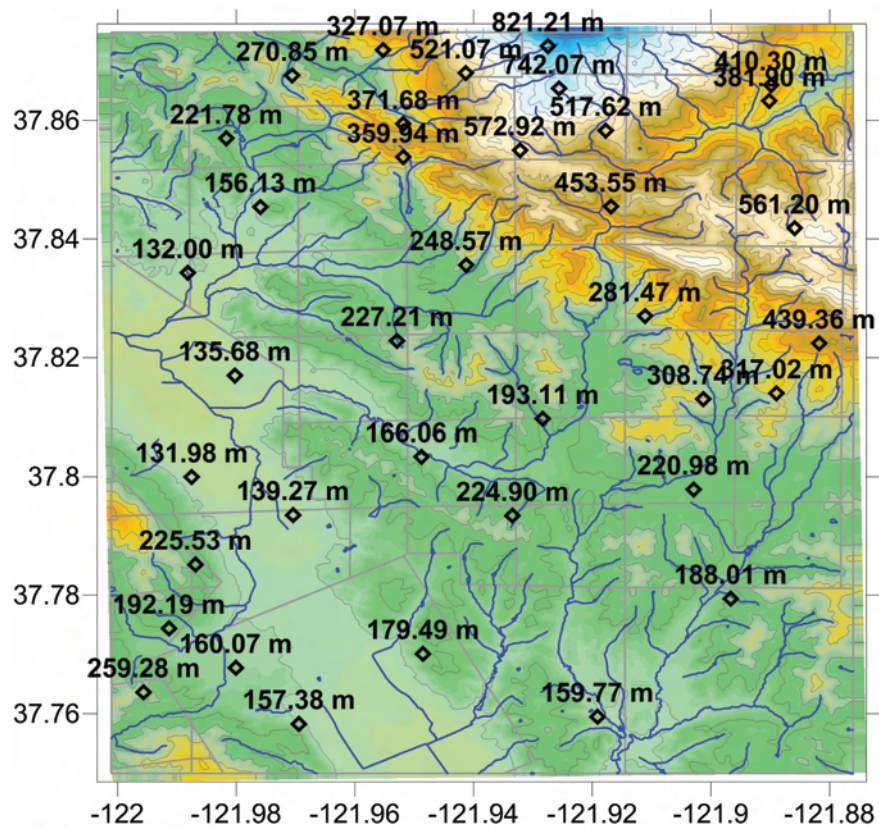 327.07 m
821.21 m
270.85 m
521.07 m
742.07 m
410.30 m
381.90 m
371.68 m
517.62 m
221.78 m
572.92 m
37.86
359.94 m
156.13 m
453.55 m
561.20 m
37.84
132.00 m
248.57 m
281.47 m
227.21 m
439.36 m
37.82
135.68 m
308.74 m
317.02 m
193.11 m
166.06 m
131.98 m
220.98 m
37.8
139.27 m
224.90 m
225.53 m
37.78
188.01 m
192.19 m
179.49 m
160.07 m
259.28 m
157.38 m
159.77 m
37.76
-122
-121.98
-121.96
-121.94
-121.92
-121.9
-121.88